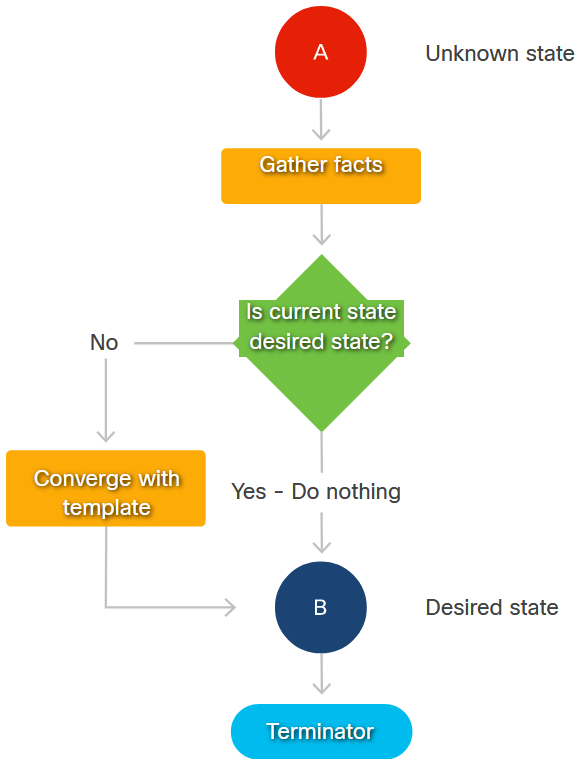 A
Unknown state
Gather facts
Is current state
desired state?
No
Converge with
template
Yes - Do nothing
B
Desired state
Terminator